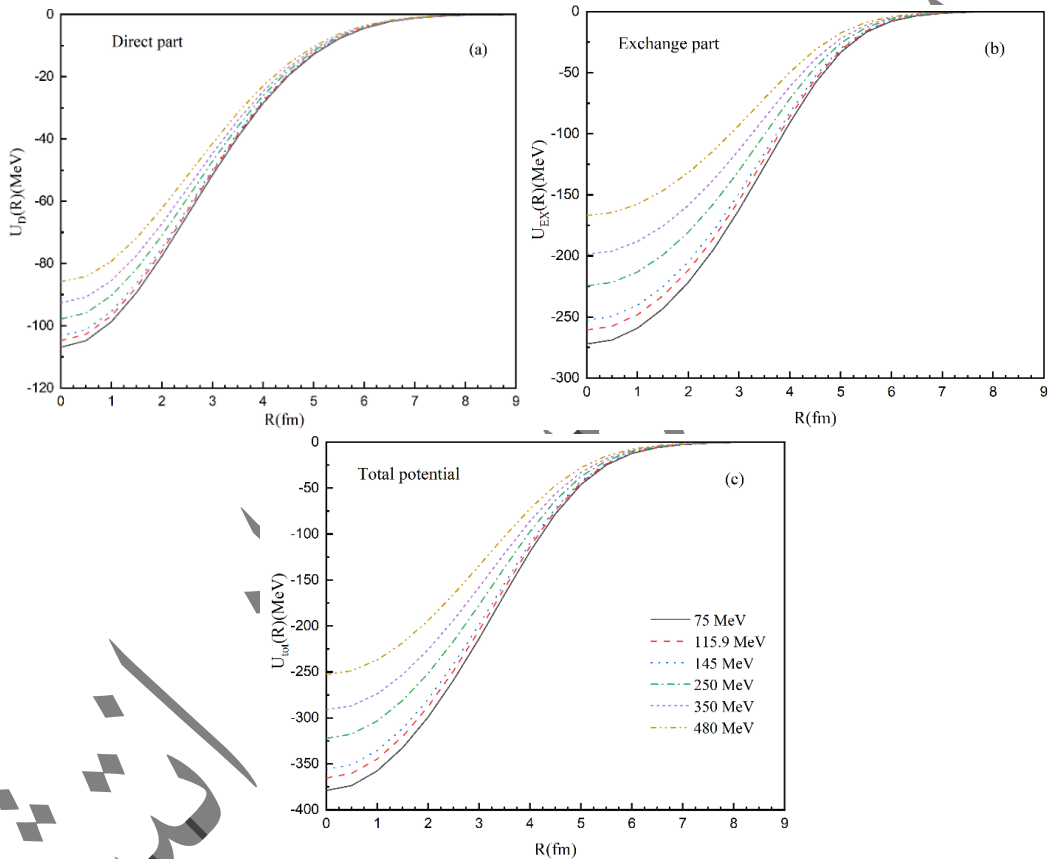 Direct part
(a)
U_D(R)(MeV)
0
-20
-40
-60
-80
-100
-120
0 1 2 3 4 5 6 7 8 9
R(fm)
Exchange part
(b)
U_EX(R)(MeV)
0
-50
-100
-150
-200
-250
-300
0 1 2 3 4 5 6 7 8 9
R(fm)
Total potential
(c)
U_tot(R)(MeV)
0
-50
-100
-150
-200
-250
-300
-350
-400
75 MeV
115.9 MeV
145 MeV
250 MeV
350 MeV
480 MeV
0 1 2 3 4 5 6 7 8 9
R(fm)